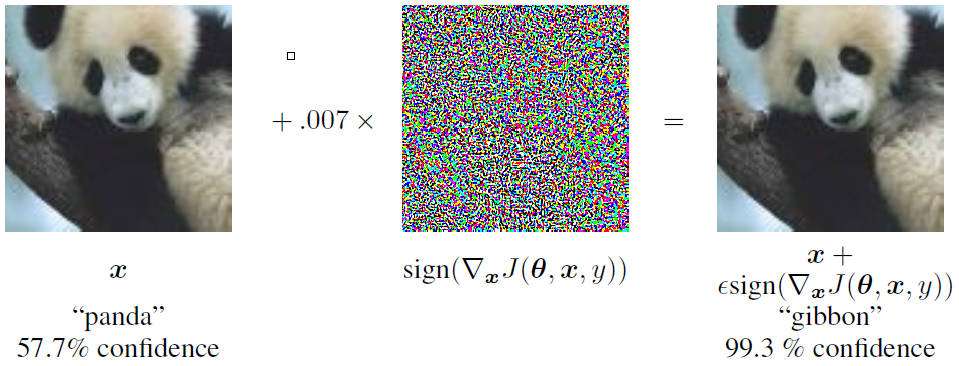 + .007 ×
=
x
sign(∇ₓJ(θ, x, y))
x +
ϵsign(∇ₓJ(θ, x, y))
“panda”
“gibbon”
57.7% confidence
99.3 % confidence